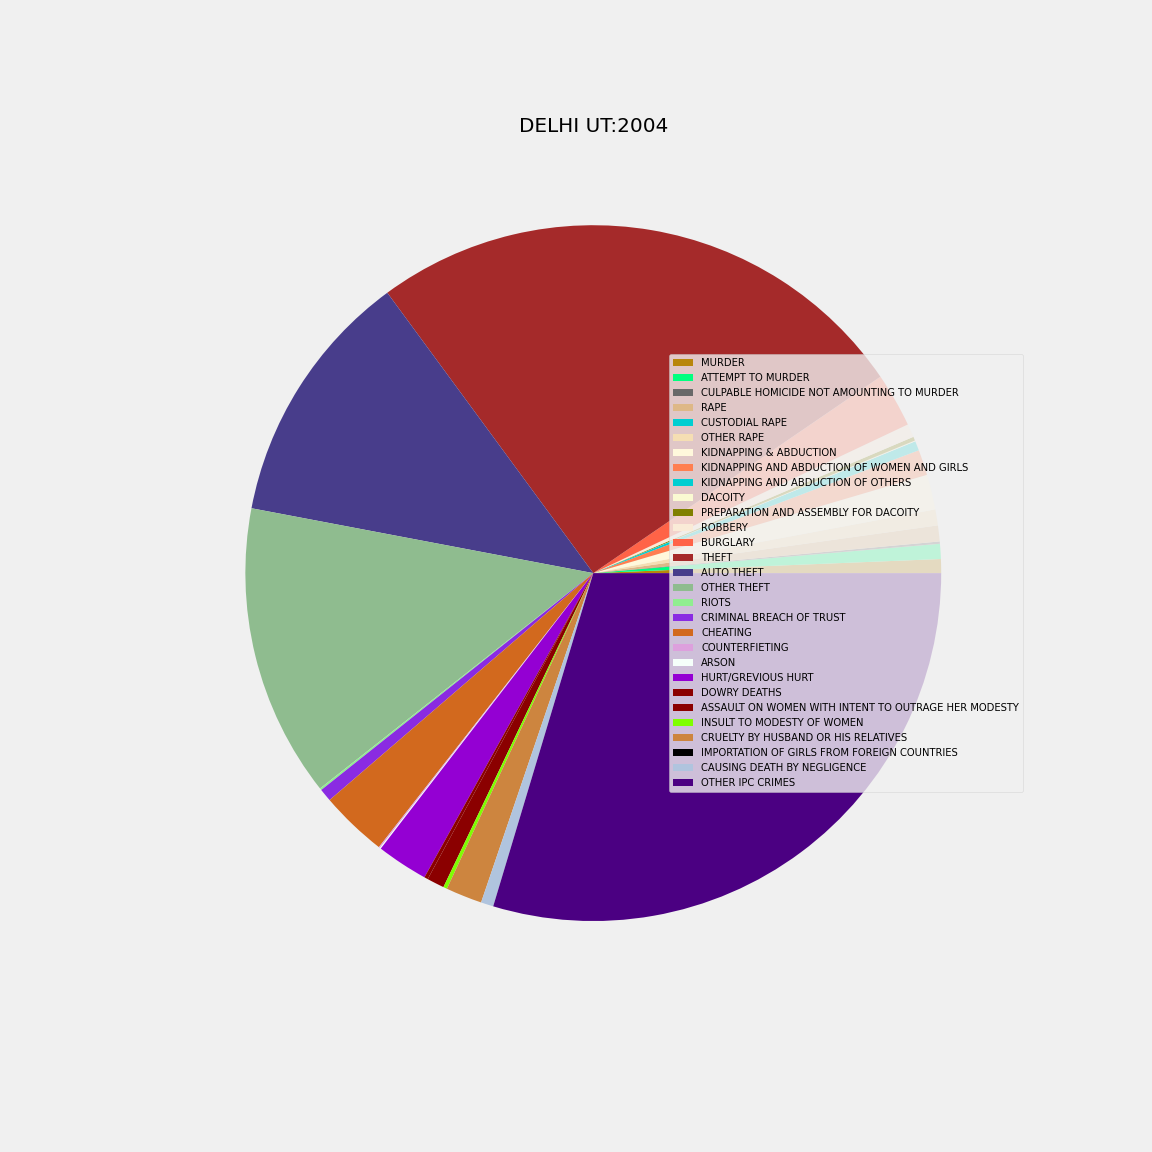 DELHI UT:2004
MURDER
ATTEMPT TO MURDER
CULPABLE HOMICIDE NOT AMOUNTING TO MURDER
RAPE
CUSTODIAL RAPE
OTHER RAPE
KIDNAPPING & ABDUCTION
KIDNAPPING AND ABDUCTION OF WOMEN AND GIRLS
KIDNAPPING AND ABDUCTION OF OTHERS
DACOITY
PREPARATION AND ASSEMBLY FOR DACOITY
ROBBERY
BURGLARY
THEFT
AUTO THEFT
OTHER THEFT
RIOTS
CRIMINAL BREACH OF TRUST
CHEATING
COUNTERFIETING
ARSON
HURT/GREVIOUS HURT
DOWRY DEATHS
ASSAULT ON WOMEN WITH INTENT TO OUTRAGE HER MODESTY
INSULT TO MODESTY OF WOMEN
CRUELTY BY HUSBAND OR HIS RELATIVES
IMPORTATION OF GIRLS FROM FOREIGN COUNTRIES
CAUSING DEATH BY NEGLIGENCE
OTHER IPC CRIMES